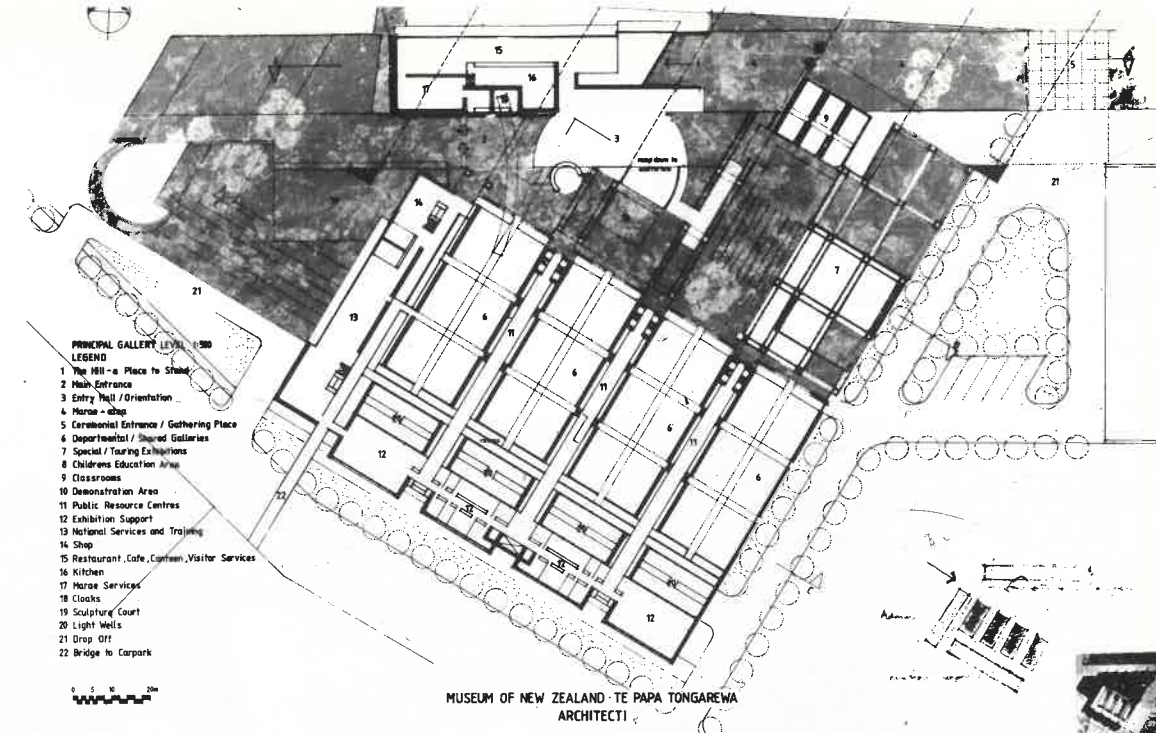 15
16
17
3
ramp down to
9
5
21
7
14
6
13
11
6
11
6
11
6
12
12
21
22
PRINCIPAL GALLERY LEVEL 1:500
LEGEND
1 The Hill - a Place to Stand
2 Main Entrance
3 Entry Hall / Orientation
4 Marae - atea
5 Ceremonial Entrance / Gathering Place
6 Departmental / Shared Galleries
7 Special / Touring Exhibitions
8 Childrens Education Area
9 Classrooms
10 Demonstration Area
11 Public Resource Centres
12 Exhibition Support
13 National Services and Training
14 Shop
15 Restaurant, Cafe, Canteen, Visitor Services
16 Kitchen
17 Marae Services
18 Cloaks
19 Sculpture Court
20 Light Wells
21 Drop Off
22 Bridge to Carpark
0 5 10 20m
MUSEUM OF NEW ZEALAND · TE PAPA TONGAREWA
ARCHITECTI